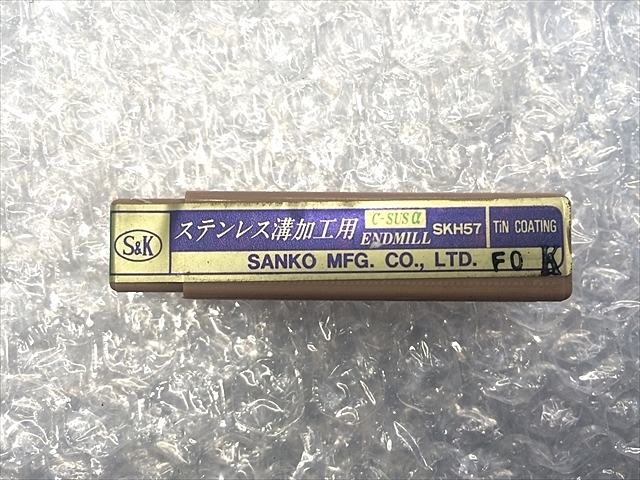 S&K
ステンレス溝加工用 C-SUSα ENDMILL SKH57 TiN COATING
SANKO MFG. CO., LTD. FO